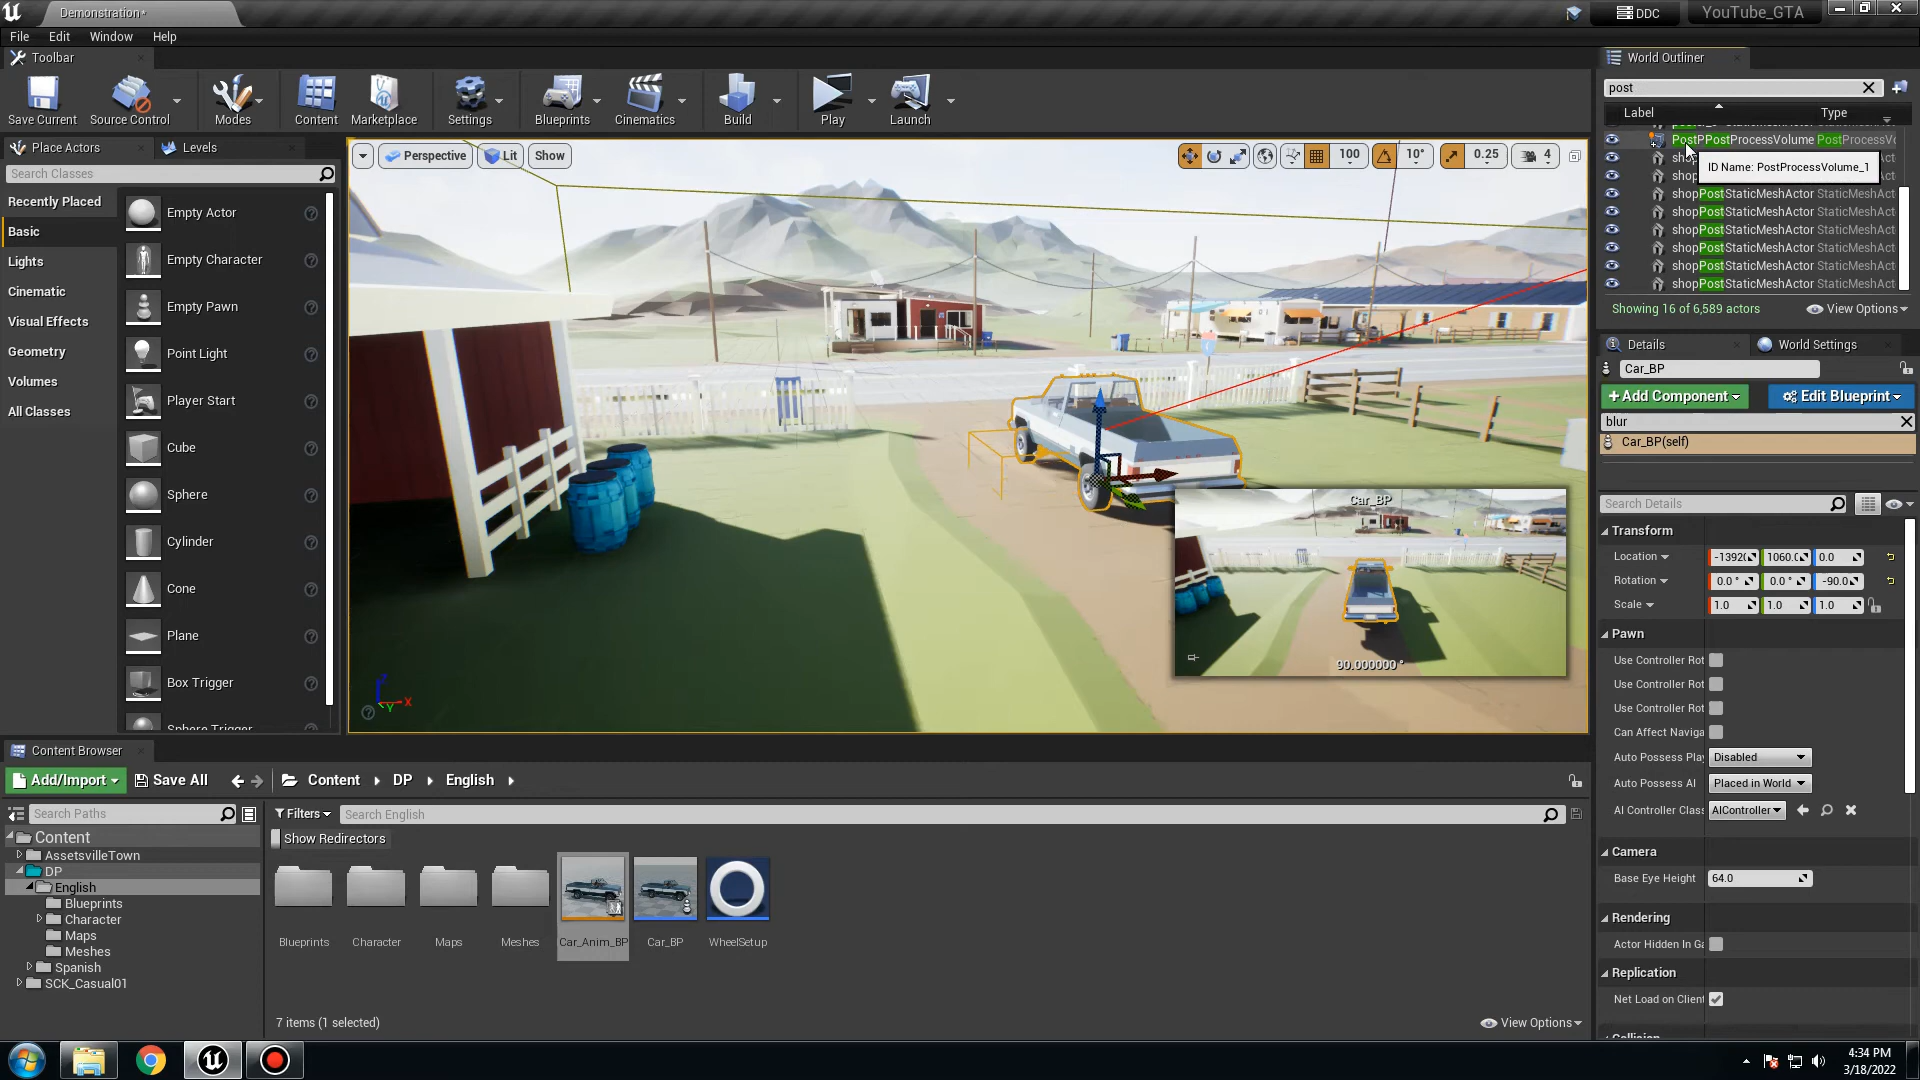 Demonstration*
DDC
YouTube_GTA
File
Edit
Window
Help
Toolbar
Save Current
Source Control
Modes
Content
Marketplace
Settings
Blueprints
Cinematics
Build
Play
Launch
Place Actors
Levels
Search Classes
Recently Placed
Basic
Lights
Cinematic
Visual Effects
Geometry
Volumes
All Classes
Empty Actor
Empty Character
Empty Pawn
Point Light
Player Start
Cube
Sphere
Cylinder
Cone
Plane
Box Trigger
Sphere Trigger
Perspective
Lit
Show
100
10°
0.25
4
Car_BP
90.000000 °
X
Y
World Outliner
post
Label
Type
PostPPostProcessVolume PostProcessVo
ID Name: PostProcessVolume_1
shopPostStaticMeshActor StaticMeshAct
shopPostStaticMeshActor StaticMeshAct
shopPostStaticMeshActor StaticMeshAct
shopPostStaticMeshActor StaticMeshAct
shopPostStaticMeshActor StaticMeshAct
shopPostStaticMeshActor StaticMeshAct
Showing 16 of 6,589 actors
View Options
Details
World Settings
Car_BP
+Add Component
Edit Blueprint
blur
Car_BP(self)
Search Details
Transform
Location
1060.0
0.0
Rotation
0.0 °
0.0 °
-90.0
Scale
1.0
1.0
1.0
Pawn
Use Controller Rot
Use Controller Rot
Use Controller Rot
Can Affect Naviga
Auto Possess Play
Disabled
Auto Possess AI
Placed in World
AI Controller Class
AIController
Camera
Base Eye Height
64.0
Rendering
Actor Hidden In Ga
Replication
Net Load on Client
Collision
Content Browser
Add/Import
Save All
Content
DP
English
Search Paths
Filters
Search English
Show Redirectors
Content
AssetsvilleTown
DP
English
Blueprints
Character
Maps
Meshes
Spanish
SCK_Casual01
Blueprints
Character
Maps
Meshes
Car_Anim_BP
Car_BP
WheelSetup
7 items (1 selected)
View Options
4:34 PM
3/18/2022